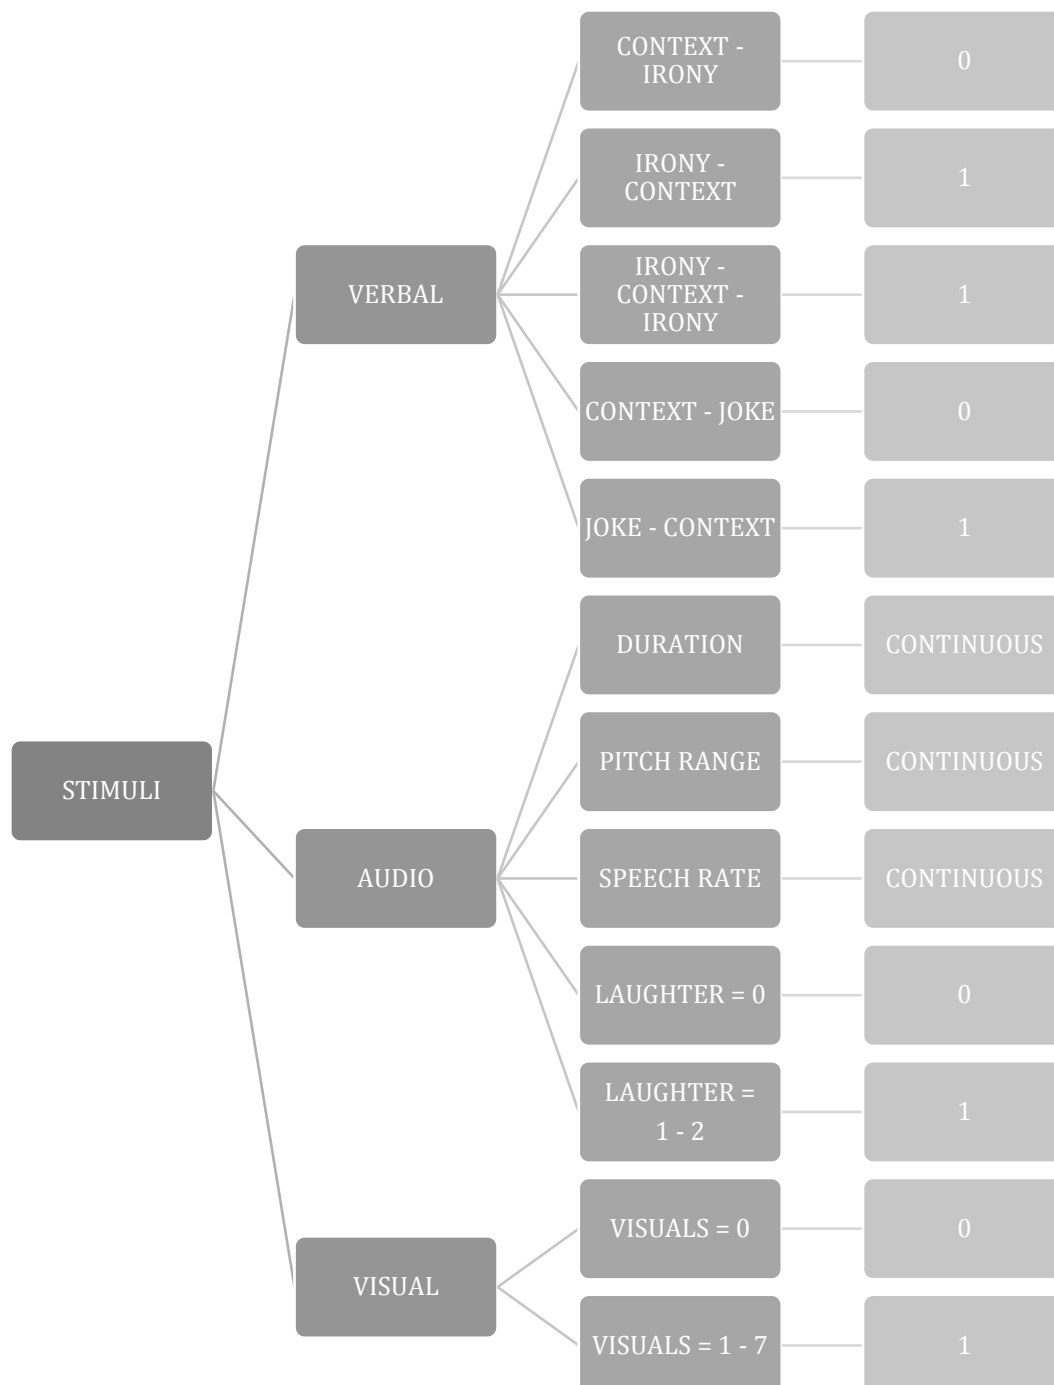 STIMULI
VERBAL
CONTEXT -
IRONY
0
IRONY -
CONTEXT
1
IRONY -
CONTEXT -
IRONY
1
CONTEXT - JOKE
0
JOKE - CONTEXT
1
AUDIO
DURATION
CONTINUOUS
PITCH RANGE
CONTINUOUS
SPEECH RATE
CONTINUOUS
LAUGHTER = 0
0
LAUGHTER =
1 - 2
1
VISUAL
VISUALS = 0
0
VISUALS = 1 - 7
1